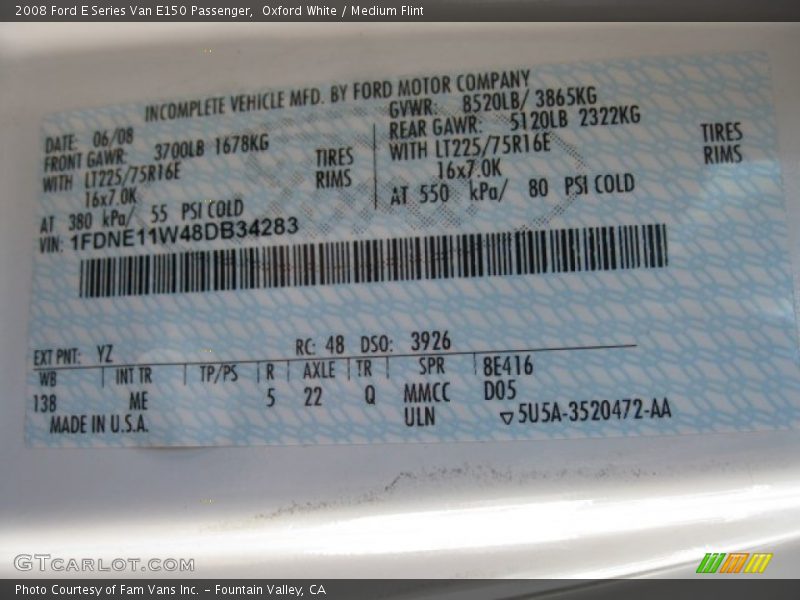 2008 Ford E Series Van E150 Passenger,  Oxford White / Medium Flint
INCOMPLETE VEHICLE MFD. BY FORD MOTOR COMPANY
DATE: 06/08 GVWR: 8520LB/ 3865KG
FRONT GAWR: 3700LB 1678KG REAR GAWR: 5120LB 2322KG
WITH LT225/75R16E TIRES WITH LT225/75R16E TIRES
16x7.0K RIMS 16x7.0K RIMS
AT 380 kPa/ 55 PSI COLD AT 550 kPa/ 80 PSI COLD
VIN: 1FDNE11W48DB34283
EXT PNT: YZ RC: 48 DSO: 3926
WB INT TR TP/PS R AXLE TR SPR 8E416
138 ME 5 22 Q MMCC D05
MADE IN U.S.A. ULN ▽5U5A-3520472-AA
GTCARLOT.COM
Photo Courtesy of Fam Vans Inc. - Fountain Valley, CA